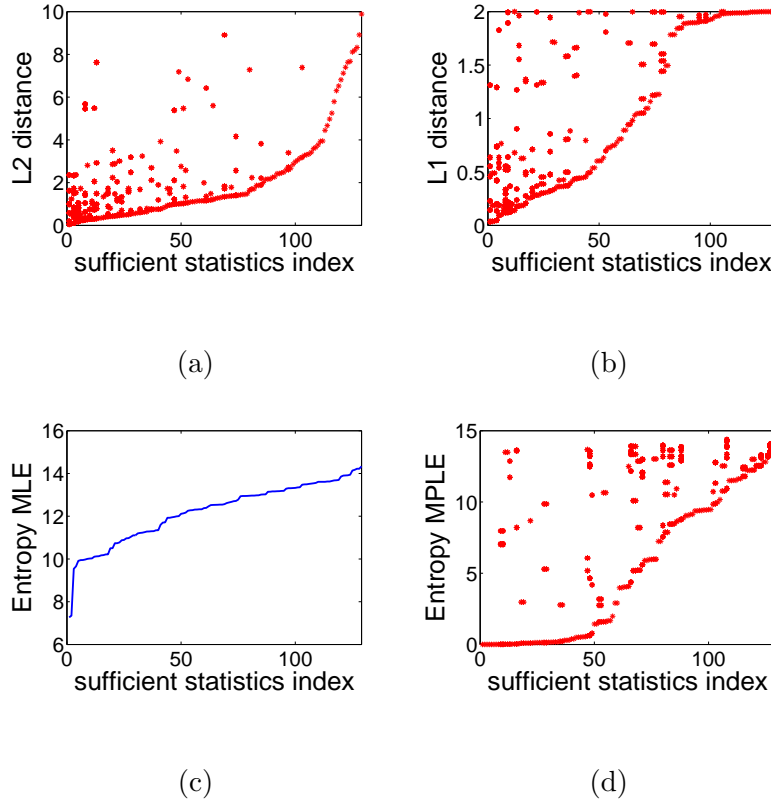 10
8
6
4
2
0
0
50
100
L2 distance
sufficient statistics index
(a)
2
1.5
1
0.5
0
0
50
100
L1 distance
sufficient statistics index
(b)
16
14
12
10
8
6
0
50
100
Entropy MLE
sufficient statistics index
(c)
15
10
5
0
0
50
100
Entropy MPLE
sufficient statistics index
(d)